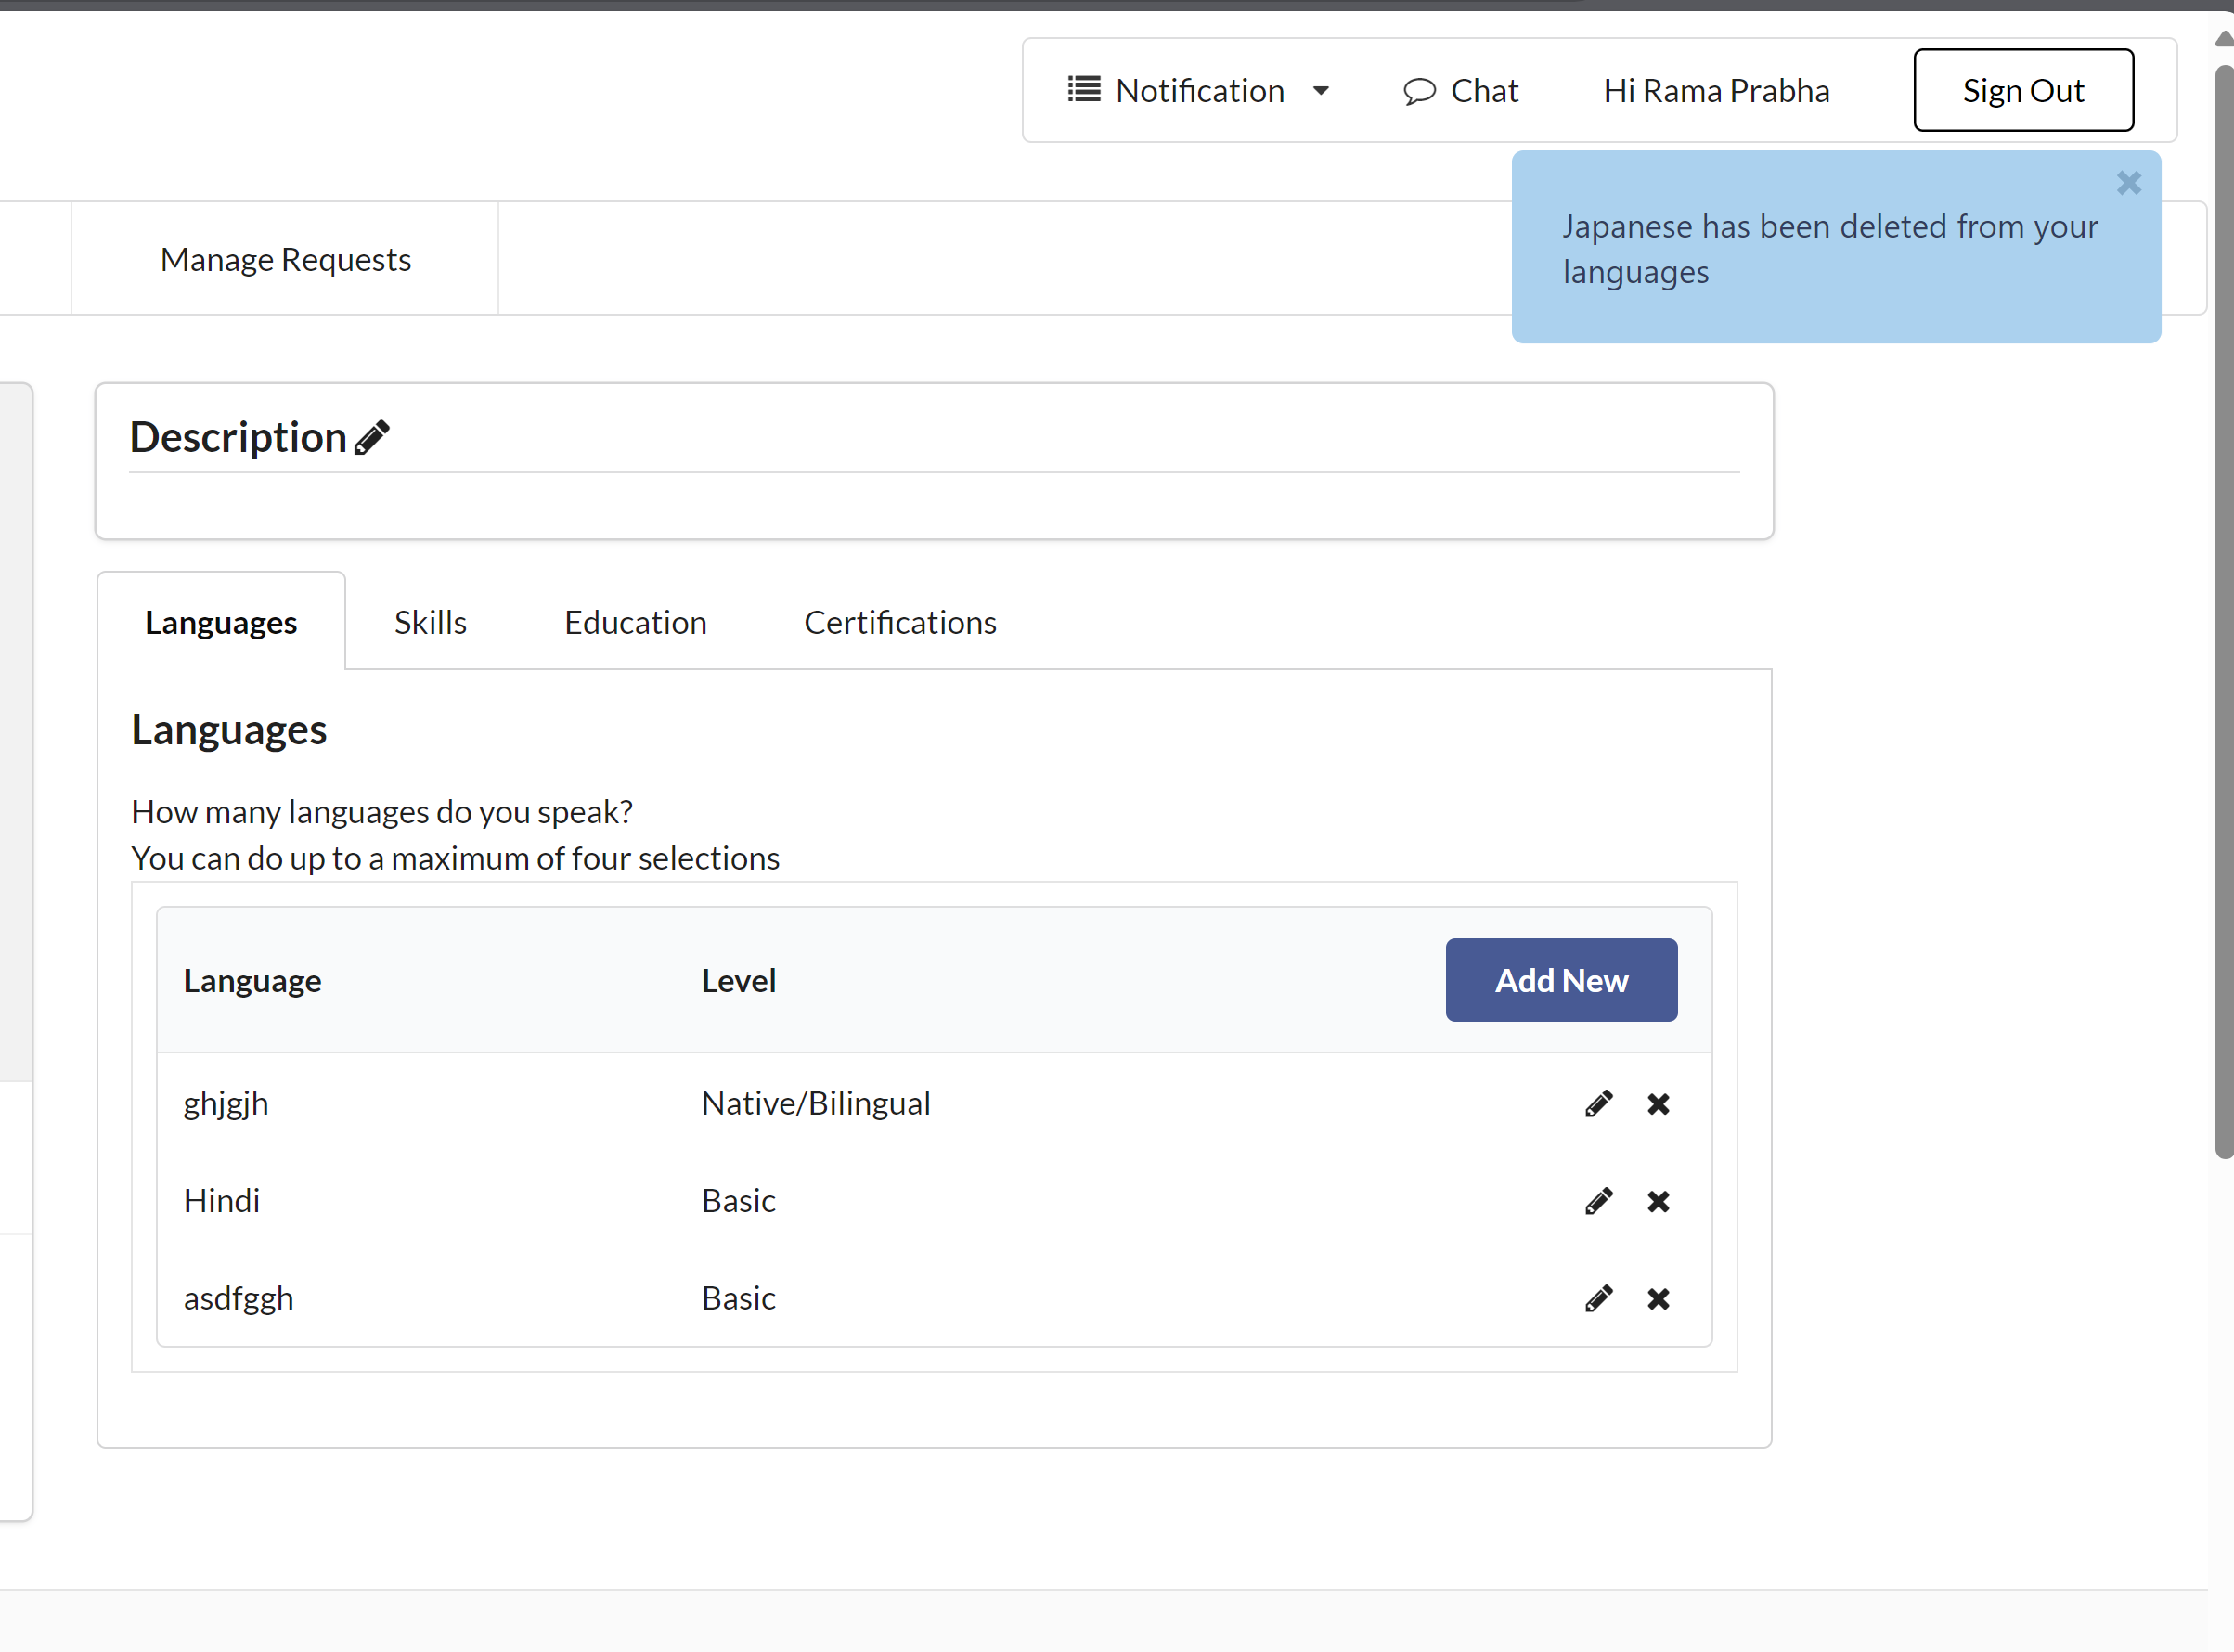 Notification
Chat
Hi Rama Prabha
Sign Out
Japanese has been deleted from your
languages
Manage Requests
Description
Languages
Skills
Education
Certifications
Languages
How many languages do you speak?
You can do up to a maximum of four selections
Language
Level
Add New
ghjgjh
Native/Bilingual
Hindi
Basic
asdfggh
Basic